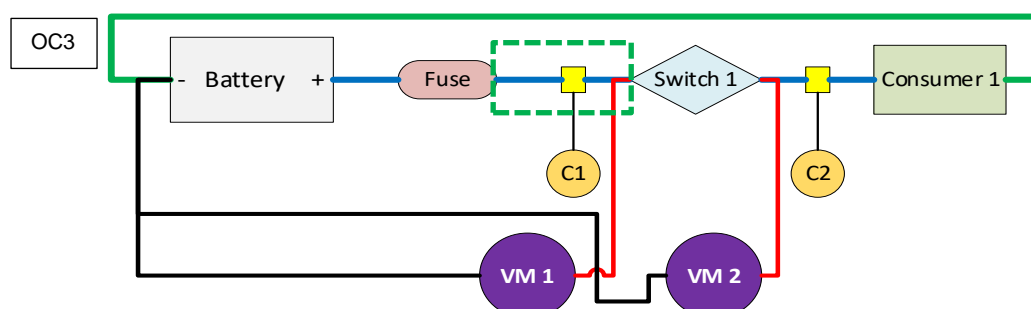 OC3
- Battery +
Fuse
Switch 1
Consumer 1
C1
C2
VM 1
VM 2